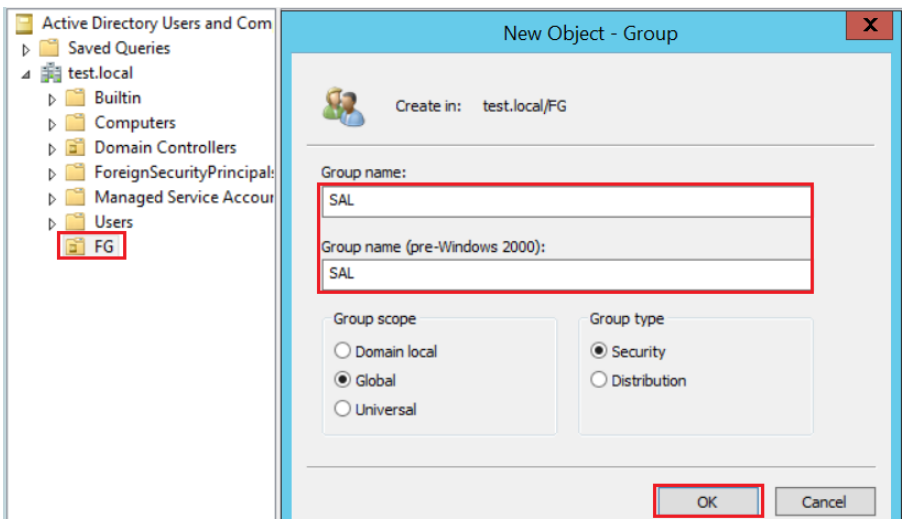 Active Directory Users and Com
Saved Queries
test.local
Builtin
Computers
Domain Controllers
ForeignSecurityPrincipals
Managed Service Accour
Users
FG
New Object - Group
X
Create in: test.local/FG
Group name:
SAL
Group name (pre-Windows 2000):
SAL
Group scope
Domain local
Global
Universal
Group type
Security
Distribution
OK
Cancel